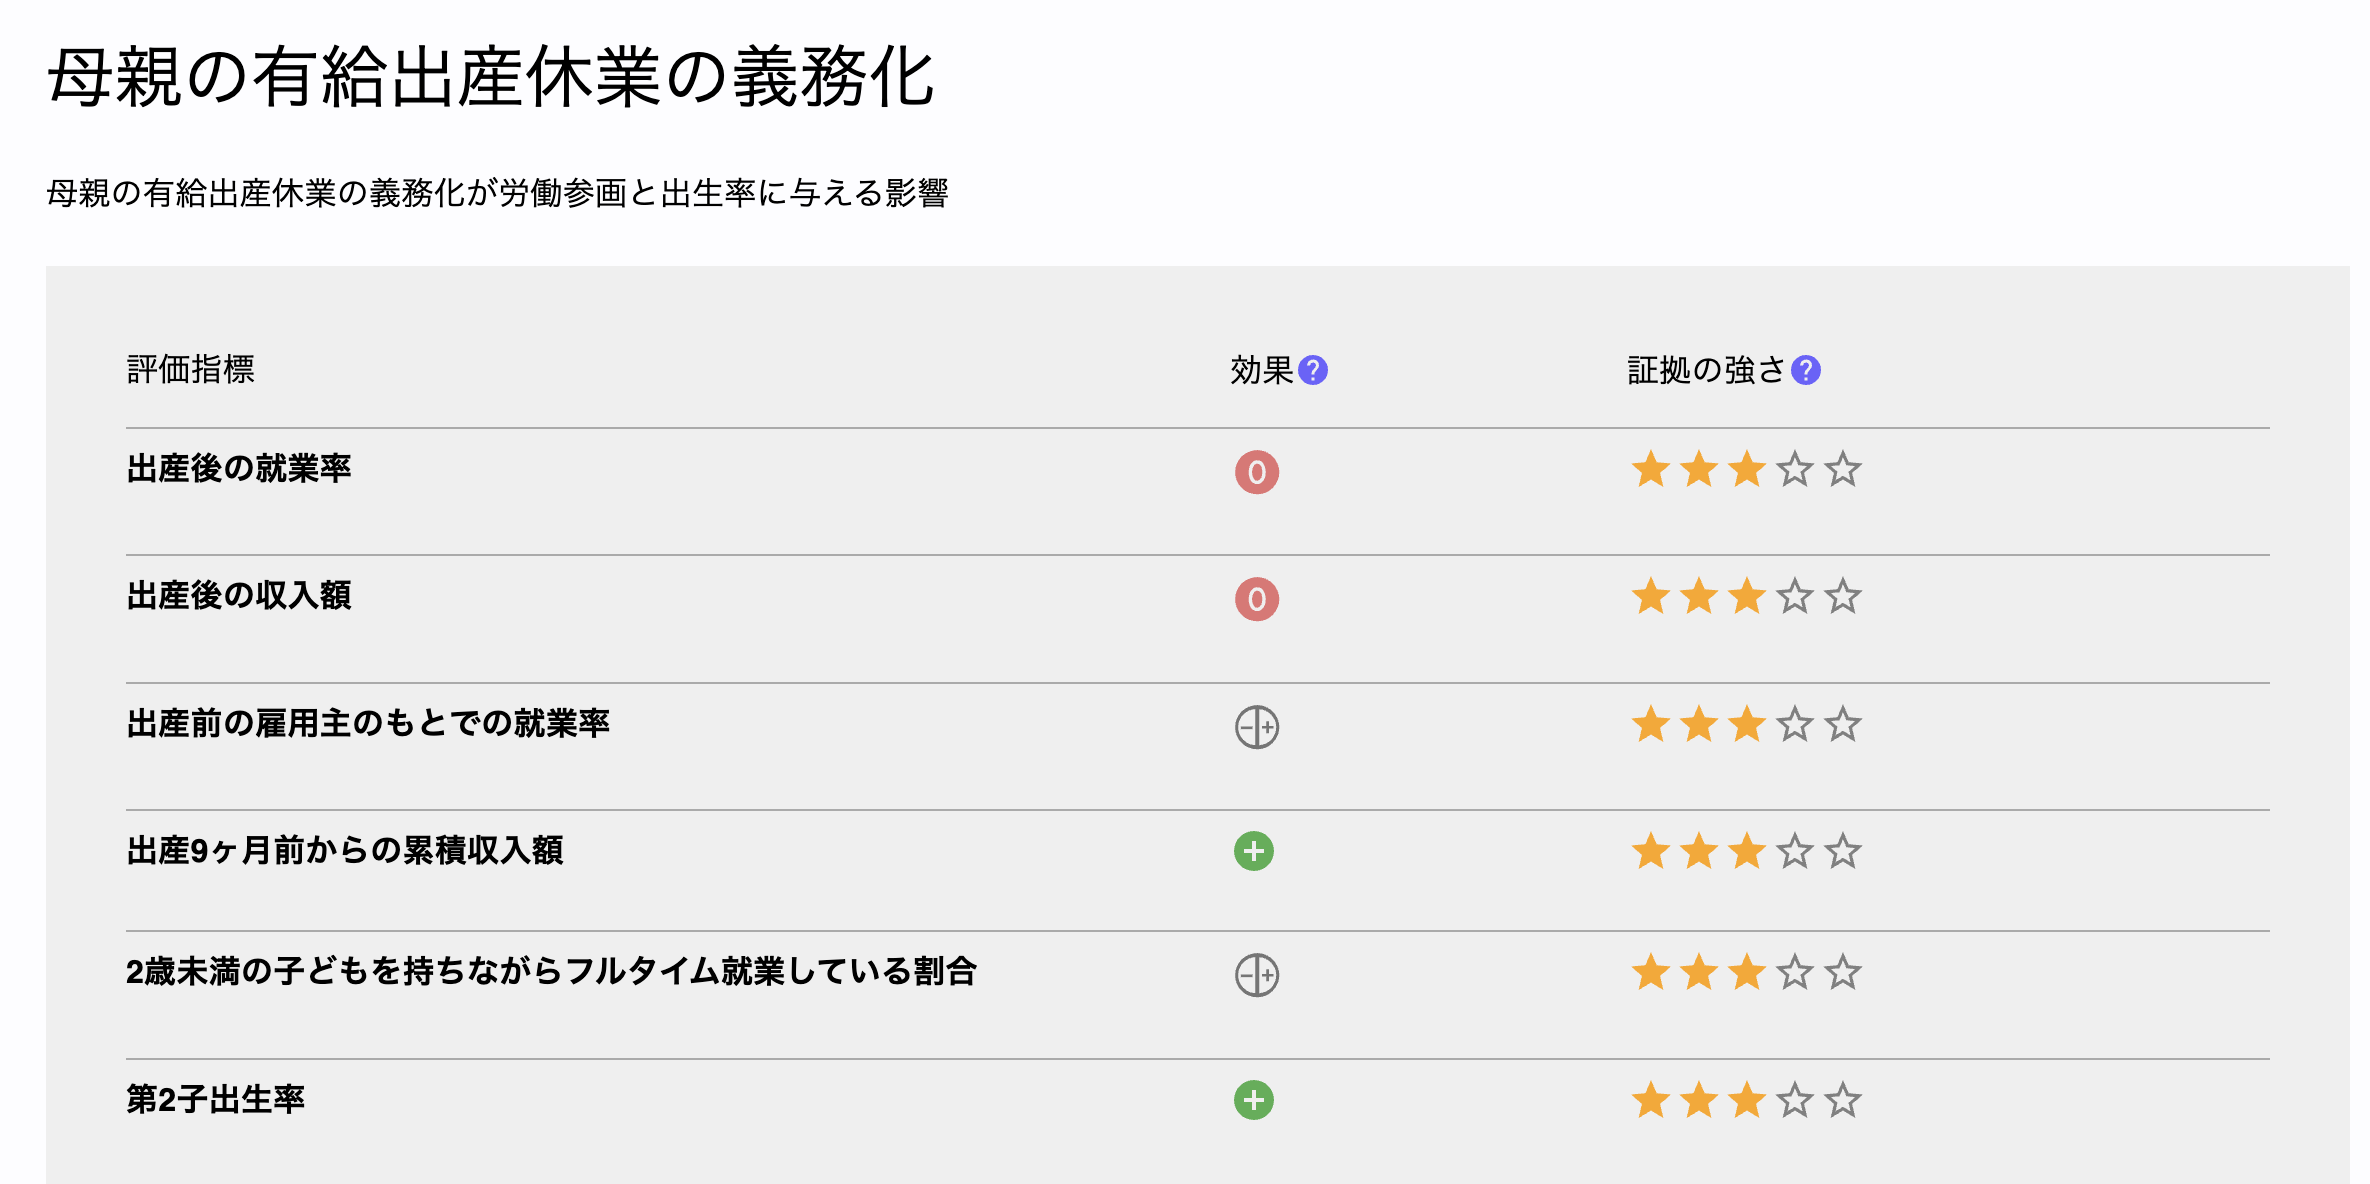 母親の有給出産休業の義務化
母親の有給出産休業の義務化が労働参画と出生率に与える影響
評価指標 効果? 証拠の強さ?
出産後の就業率 0
出産後の収入額 0
出産前の雇用主のもとでの就業率 −+
出産9ヶ月前からの累積収入額 +
2歳未満の子どもを持ちながらフルタイム就業している割合 −+
第2子出生率 +